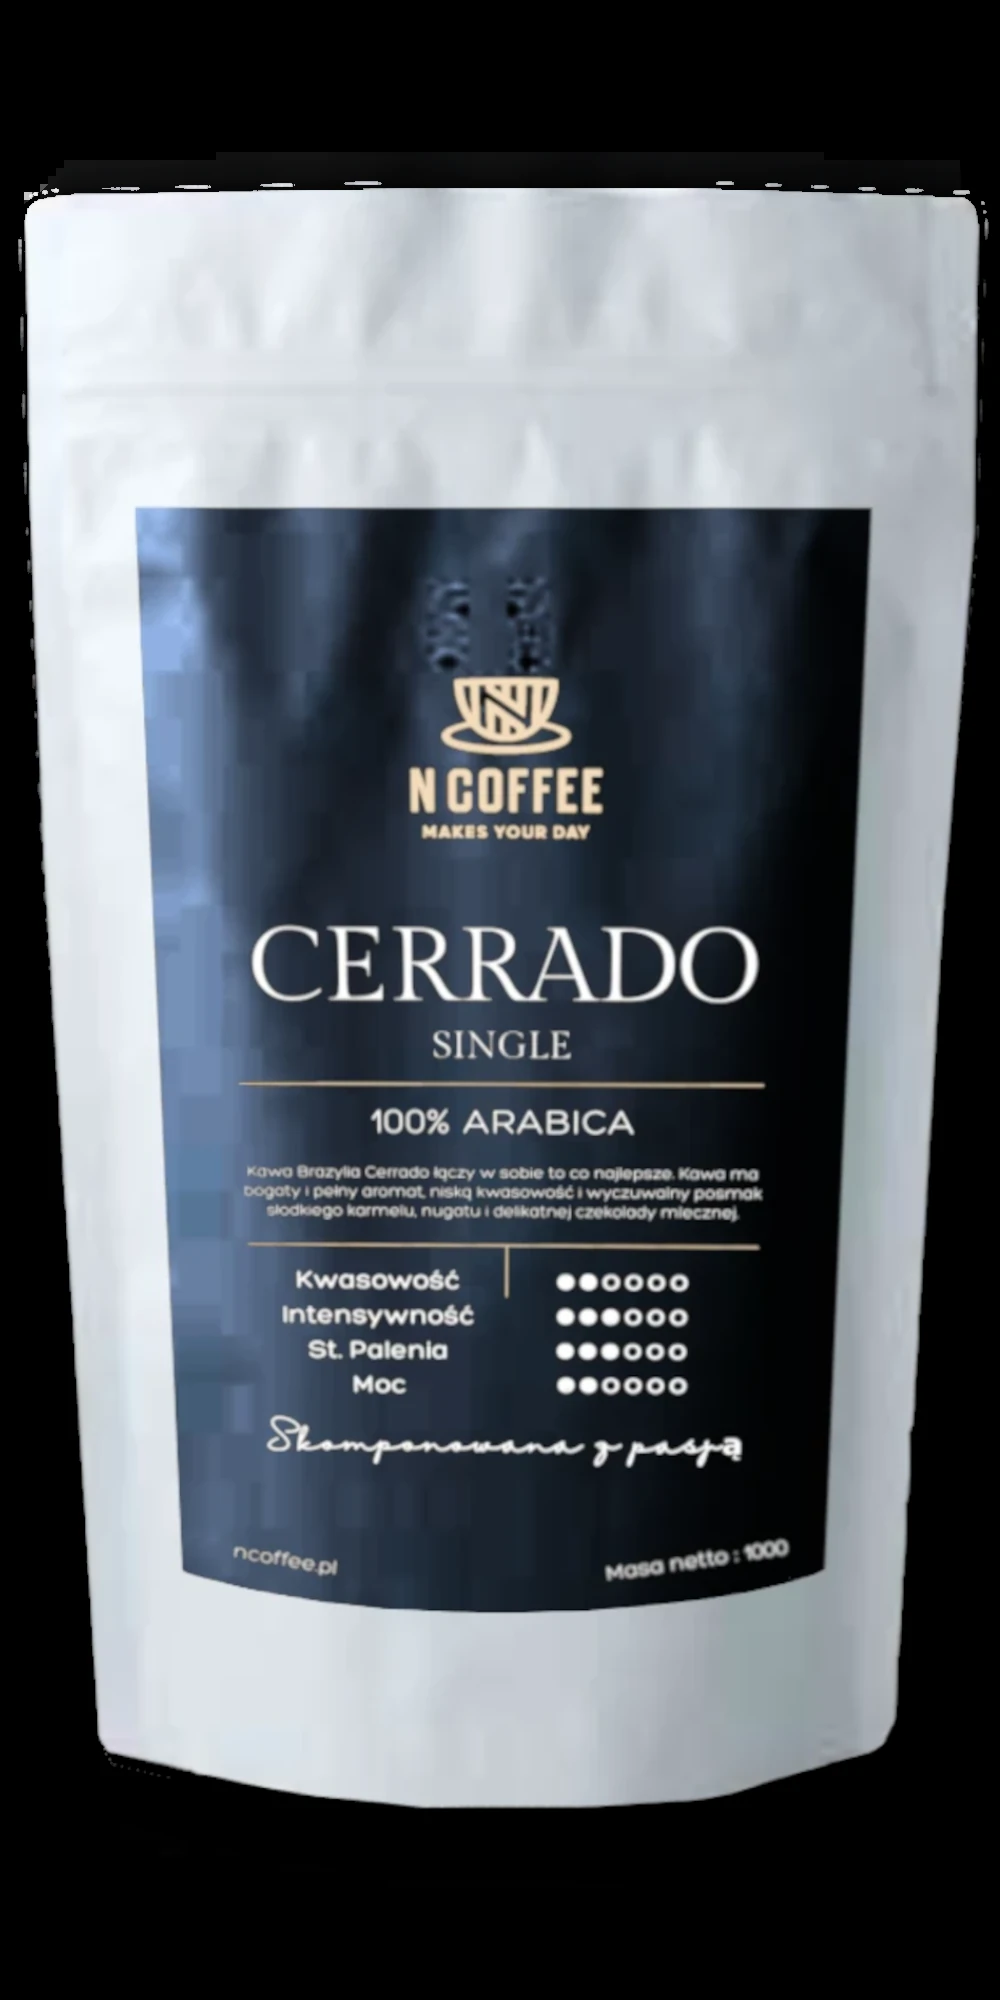 N COFFEE
MAKES YOUR DAY
CERRADO
SINGLE
100% ARABICA
Kawa Brazylia Cerrado łączy w sobie to co najlepsze. Kawa ma
bogaty i pełny aromat, niską kwasowość i wyczuwalny posmak
słodkiego karmelu, nugatu i delikatnej czekolady mlecznej.
Kwasowość
Intensywność
St. Palenia
Moc
Skomponowana z pasją
ncoffee.pl
Masa netto : 1000